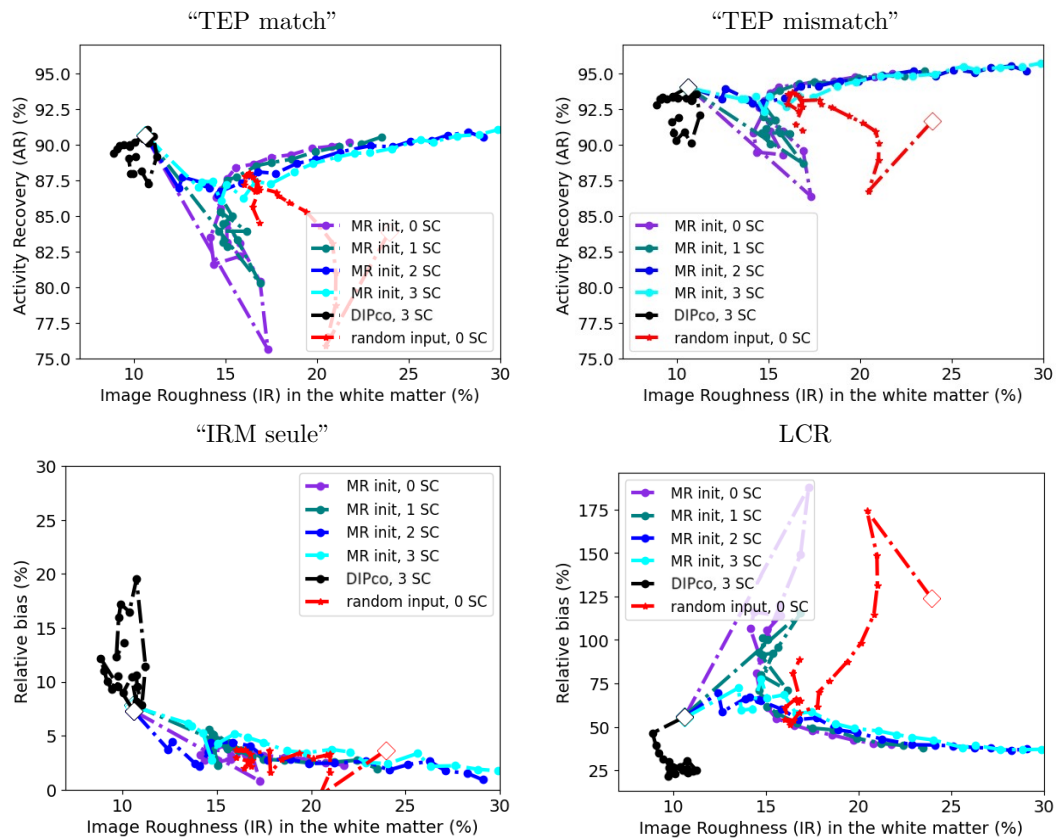 “TEP match”
“TEP mismatch”
Activity Recovery (AR) (%)
95.0
92.5
90.0
87.5
85.0
82.5
80.0
77.5
75.0
MR init, 0 SC
MR init, 1 SC
MR init, 2 SC
MR init, 3 SC
DIPco, 3 SC
random input, 0 SC
10
15
20
25
30
Image Roughness (IR) in the white matter (%)
Activity Recovery (AR) (%)
95.0
92.5
90.0
87.5
85.0
82.5
80.0
77.5
75.0
MR init, 0 SC
MR init, 1 SC
MR init, 2 SC
MR init, 3 SC
DIPco, 3 SC
random input, 0 SC
10
15
20
25
30
Image Roughness (IR) in the white matter (%)
“IRM seule”
LCR
Relative bias (%)
30
25
20
15
10
5
0
MR init, 0 SC
MR init, 1 SC
MR init, 2 SC
MR init, 3 SC
DIPco, 3 SC
random input, 0 SC
10
15
20
25
30
Image Roughness (IR) in the white matter (%)
Relative bias (%)
175
150
125
100
75
50
25
MR init, 0 SC
MR init, 1 SC
MR init, 2 SC
MR init, 3 SC
DIPco, 3 SC
random input, 0 SC
10
15
20
25
30
Image Roughness (IR) in the white matter (%)